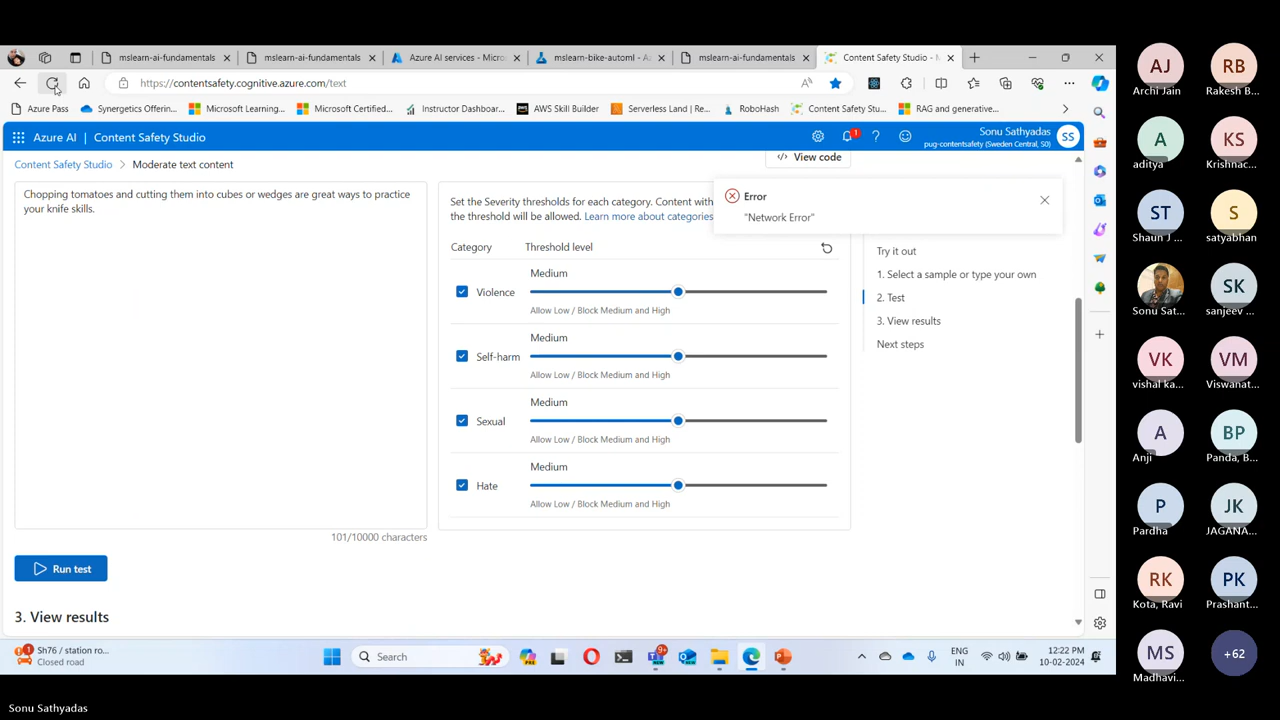 mslearn-ai-fundamentals
mslearn-ai-fundamentals
Azure AI services - Micro
mslearn-bike-automl - A
mslearn-ai-fundamentals
Content Safety Studio - M
https://contentsafety.cognitive.azure.com/text
Azure Pass
Synergetics Offerin...
Microsoft Learning...
Microsoft Certified...
Instructor Dashboar...
AWS Skill Builder
Serverless Land | Re...
RoboHash
Content Safety Stu...
RAG and generative...
Azure AI | Content Safety Studio
1
Sonu Sathyadas
pug-contentsafety (Sweden Central, S0)
SS
Content Safety Studio > Moderate text content
View code
Chopping tomatoes and cutting them into cubes or wedges are great ways to practice
your knife skills.
101/10000 characters
Run test
3. View results
Set the Severity thresholds for each category. Content with
the threshold will be allowed. Learn more about categories
Category Threshold level
Medium
Violence
Allow Low / Block Medium and High
Medium
Self-harm
Allow Low / Block Medium and High
Medium
Sexual
Allow Low / Block Medium and High
Medium
Hate
Allow Low / Block Medium and High
Error
"Network Error"
Try it out
1. Select a sample or type your own
2. Test
3. View results
Next steps
1
Sh76 / station ro...
Closed road
Search
9+
ENG
IN
12:22 PM
10-02-2024
AJ
Archi Jain
RB
Rakesh B...
A
aditya
KS
Krishnac...
ST
Shaun J ...
S
satyabhan
Sonu Sat...
SK
sanjeev ...
VK
vishal ka...
VM
Viswanat...
A
Anji
BP
Panda, B...
P
Pardha
JK
JAGANA...
RK
Kota, Ravi
PK
Prashant...
MS
Madhavi...
+62
Sonu Sathyadas